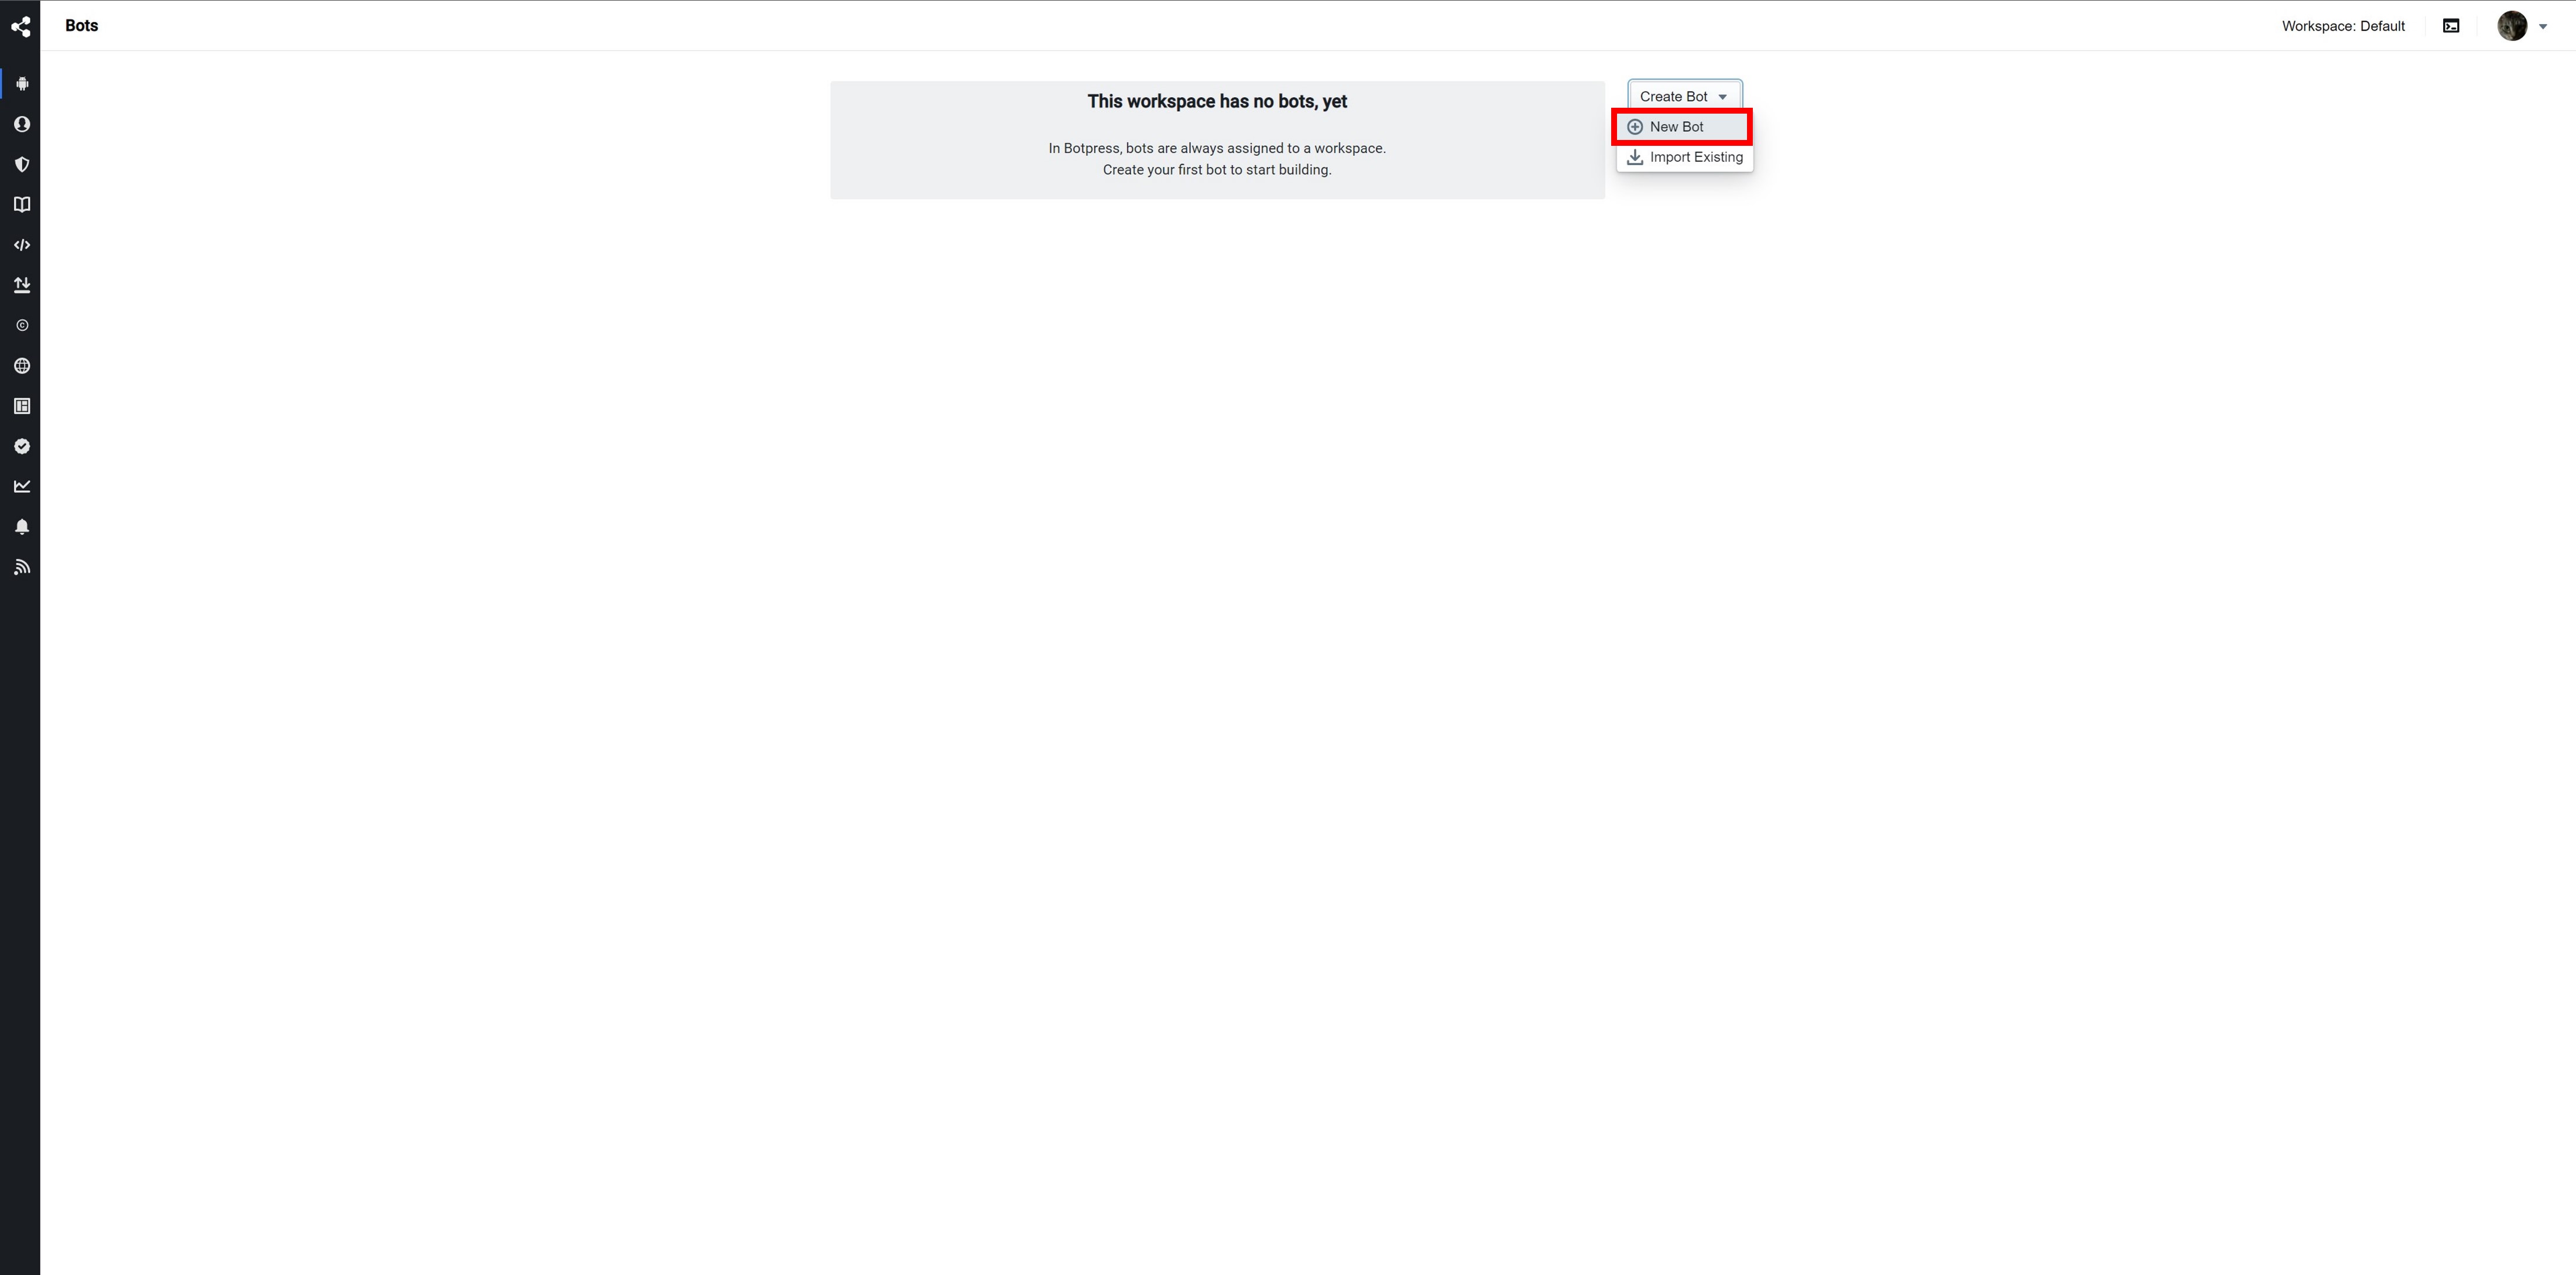 Bots
Workspace: Default
This workspace has no bots, yet
In Botpress, bots are always assigned to a workspace.
Create your first bot to start building.
Create Bot
New Bot
Import Existing